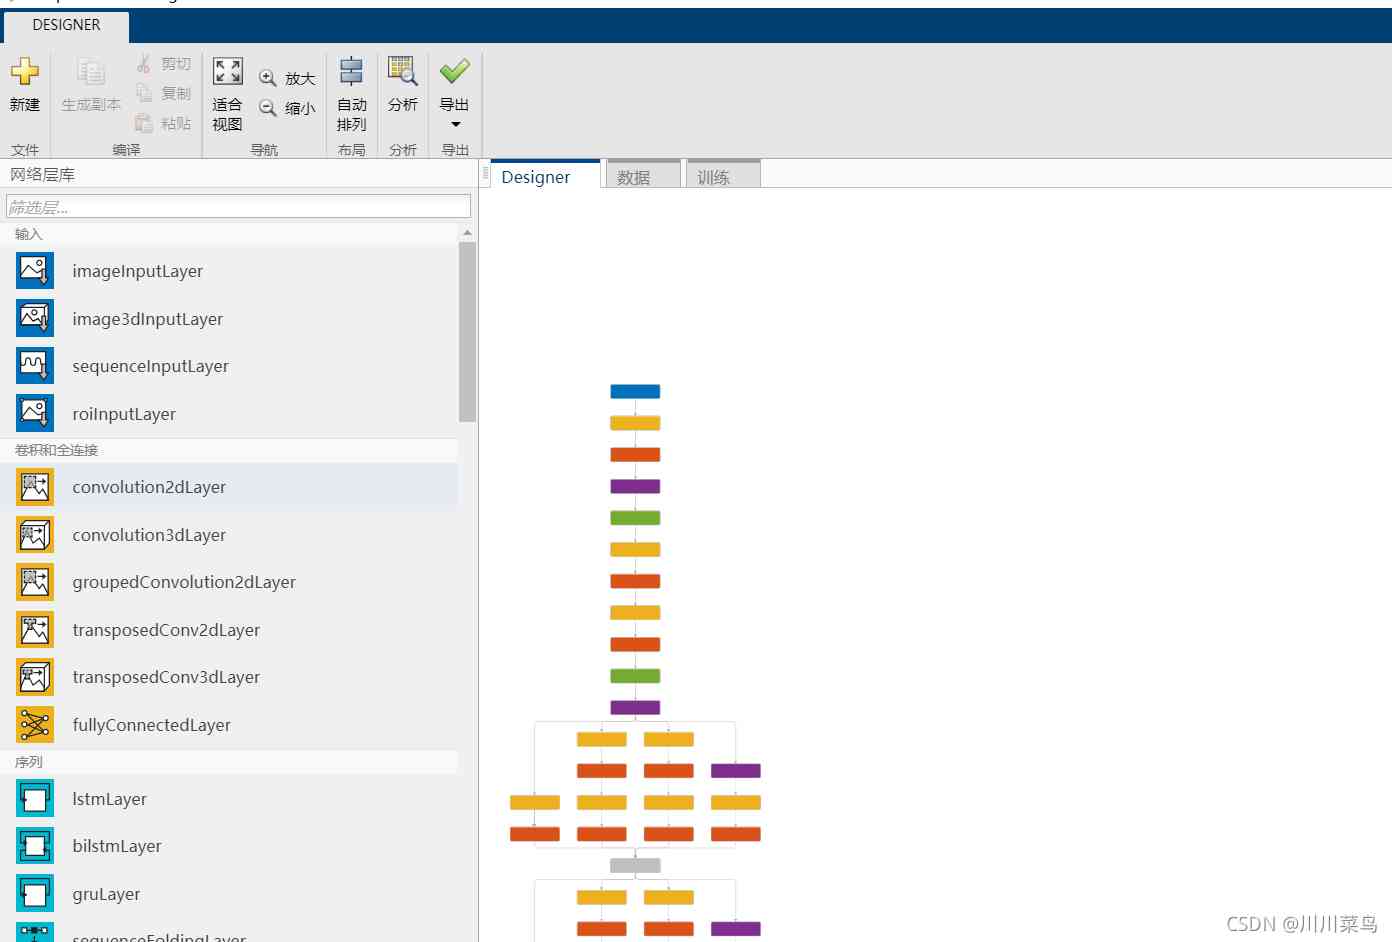 DESIGNER
新建
生成副本
剪切
复制
粘贴
适合
视图
放大
缩小
自动
排列
分析
导出
文件
编译
导航
布局
分析
导出
网络层库
筛选层...
Designer
数据
训练
输入
imageInputLayer
image3dInputLayer
sequenceInputLayer
roiInputLayer
卷积和全连接
convolution2dLayer
convolution3dLayer
groupedConvolution2dLayer
transposedConv2dLayer
transposedConv3dLayer
fullyConnectedLayer
序列
lstmLayer
bilstmLayer
gruLayer
sequenceFoldingLayer
CSDN @川川菜鸟